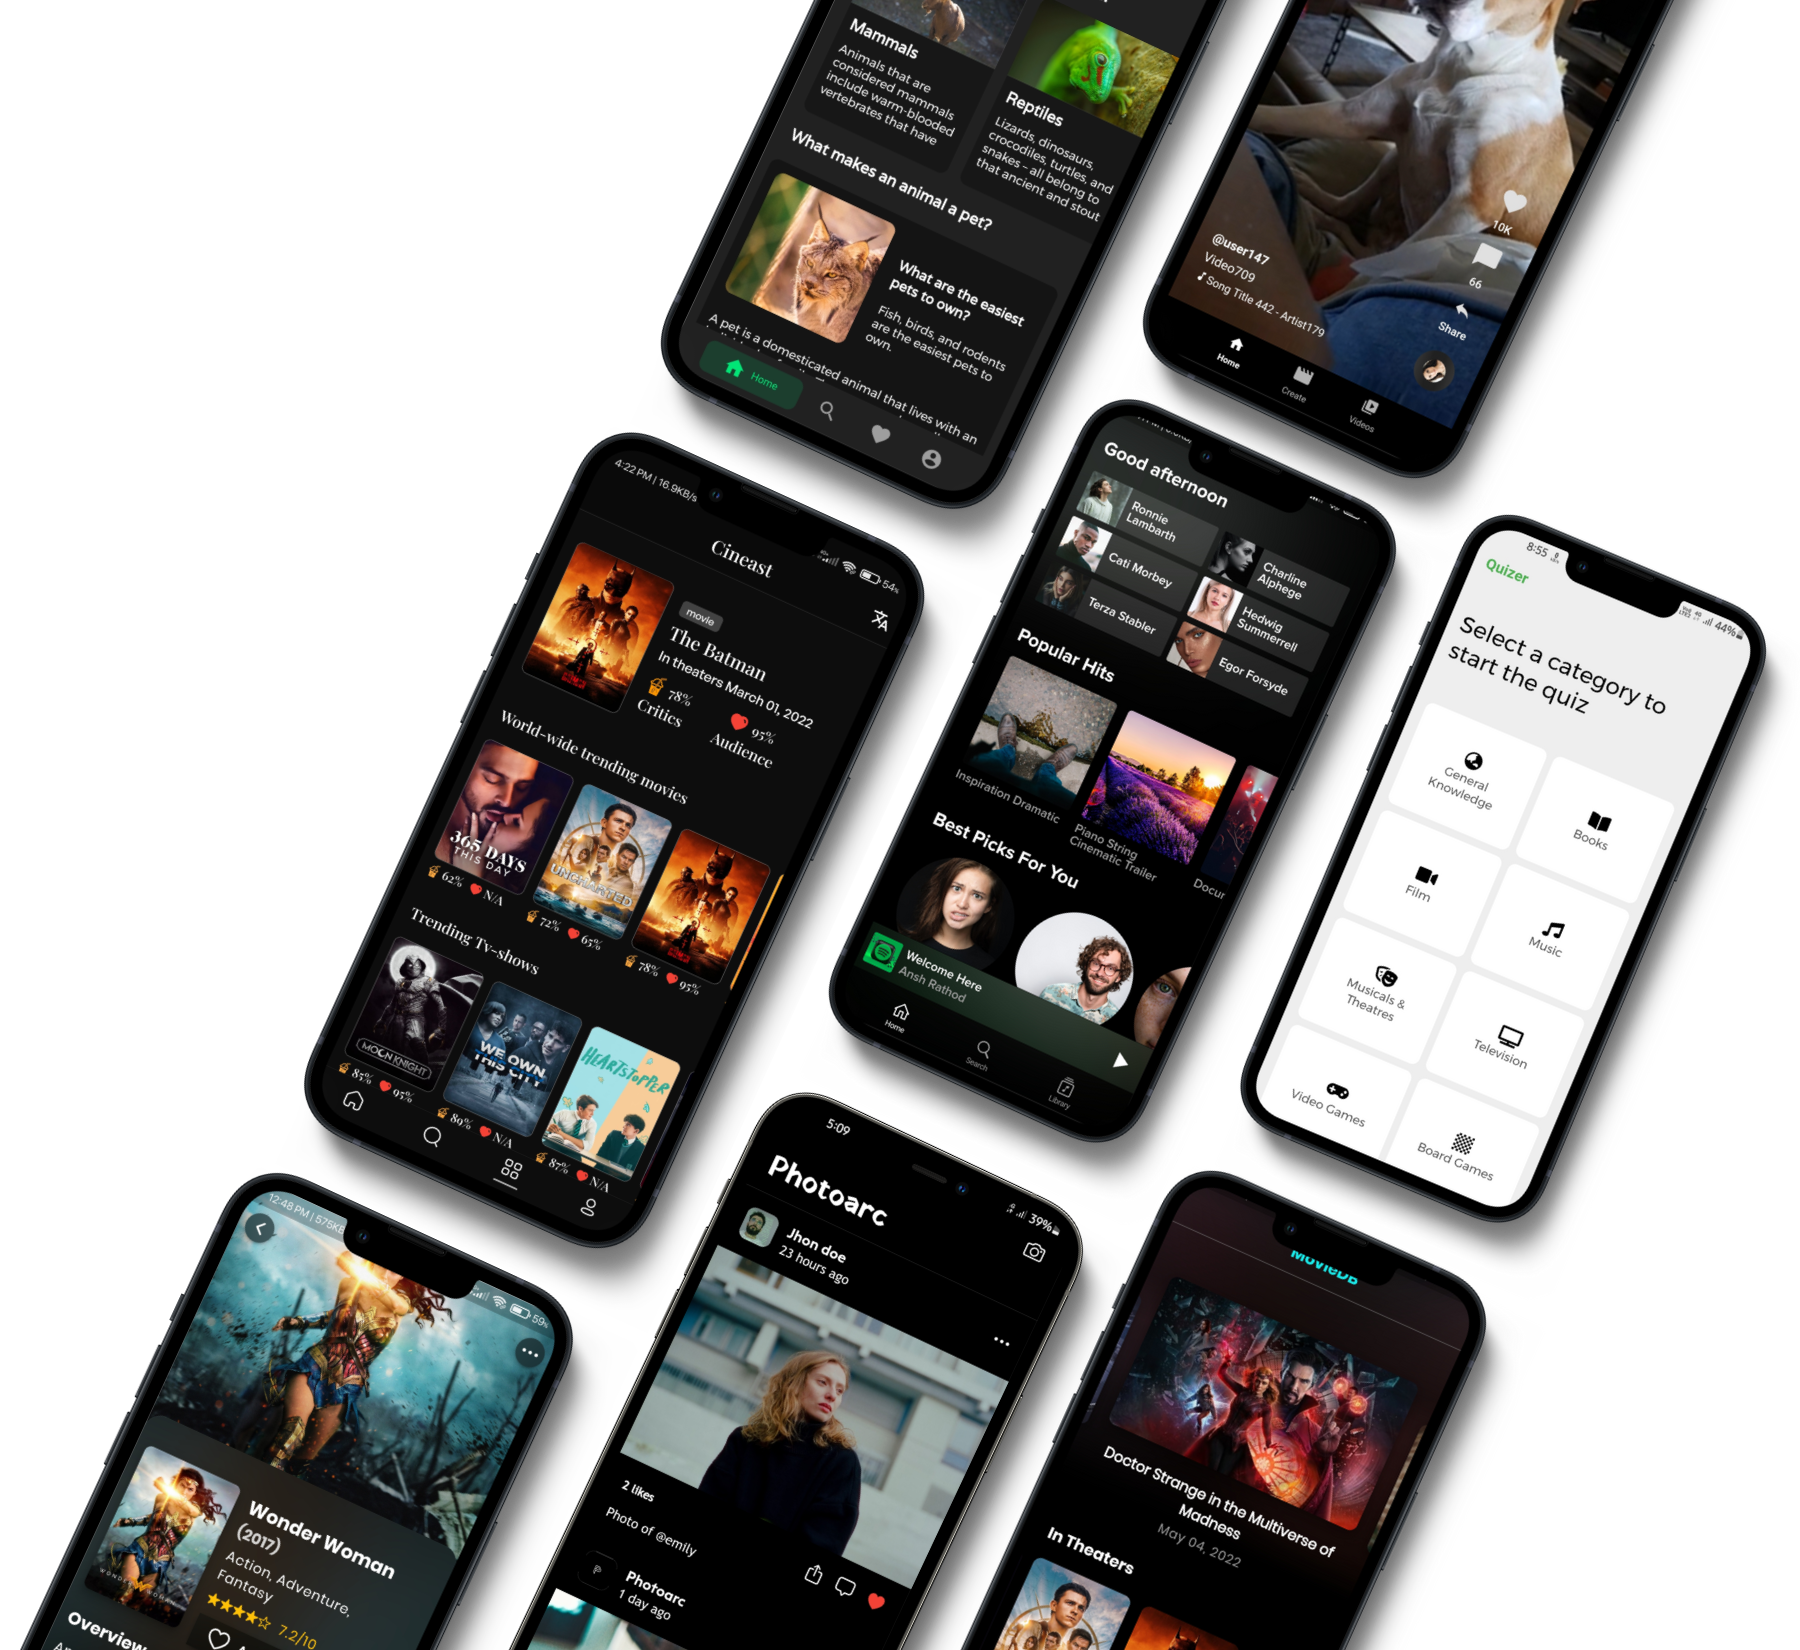 Mammals
Animals that are
considered mammals
include warm-blooded
vertebrates that have
Reptiles
Lizards, dinosaurs,
crocodiles, turtles, and
snakes - all belong to
that ancient and stout
What makes an animal a pet?
What are the easiest
pets to own?
Fish, birds, and rodents
are the easiest pets to
own.
A pet is a domesticated animal that lives with an
Home
10K
66
Share
@user147
Video709
Song Title 442 - Artist179
Home
Create
Videos
4:22 PM | 16.9KB/s
54%
Cineast
movie
The Batman
In theaters March 01, 2022
78%
Critics
95%
Audience
World-wide trending movies
365 DAYS
THIS DAY
UNCHARTED
62% N/A
72% 65%
78% 95%
Trending Tv-shows
MOON KNIGHT
WE OWN
THIS CITY
HEARTSTOPPER
85% 95%
80% N/A
87% N/A
Good afternoon
Ronnie
Lambarth
Charline
Alphege
Cati Morbey
Hedwig
Summerrell
Terza Stabler
Egor Forsyde
Popular Hits
Inspiration Dramatic
Piano String
Cinematic Trailer
Docur
Best Picks For You
Welcome Here
Ansh Rathod
Home
Search
Library
8:55
44%
Quizer
Select a category to
start the quiz
General
Knowledge
Books
Film
Music
Musicals &
Theatres
Television
Video Games
Board Games
12:48 PM | 575KB
59%
WONDER WOMAN
Wonder Woman
(2017)
Action, Adventure,
Fantasy
7.2/10
Overview
5:09
39%
Photoarc
Jhon doe
23 hours ago
2 likes
Photo of @emily
Photoarc
1 day ago
MovieDB
Doctor Strange in the Multiverse of
Madness
May 04, 2022
In Theaters